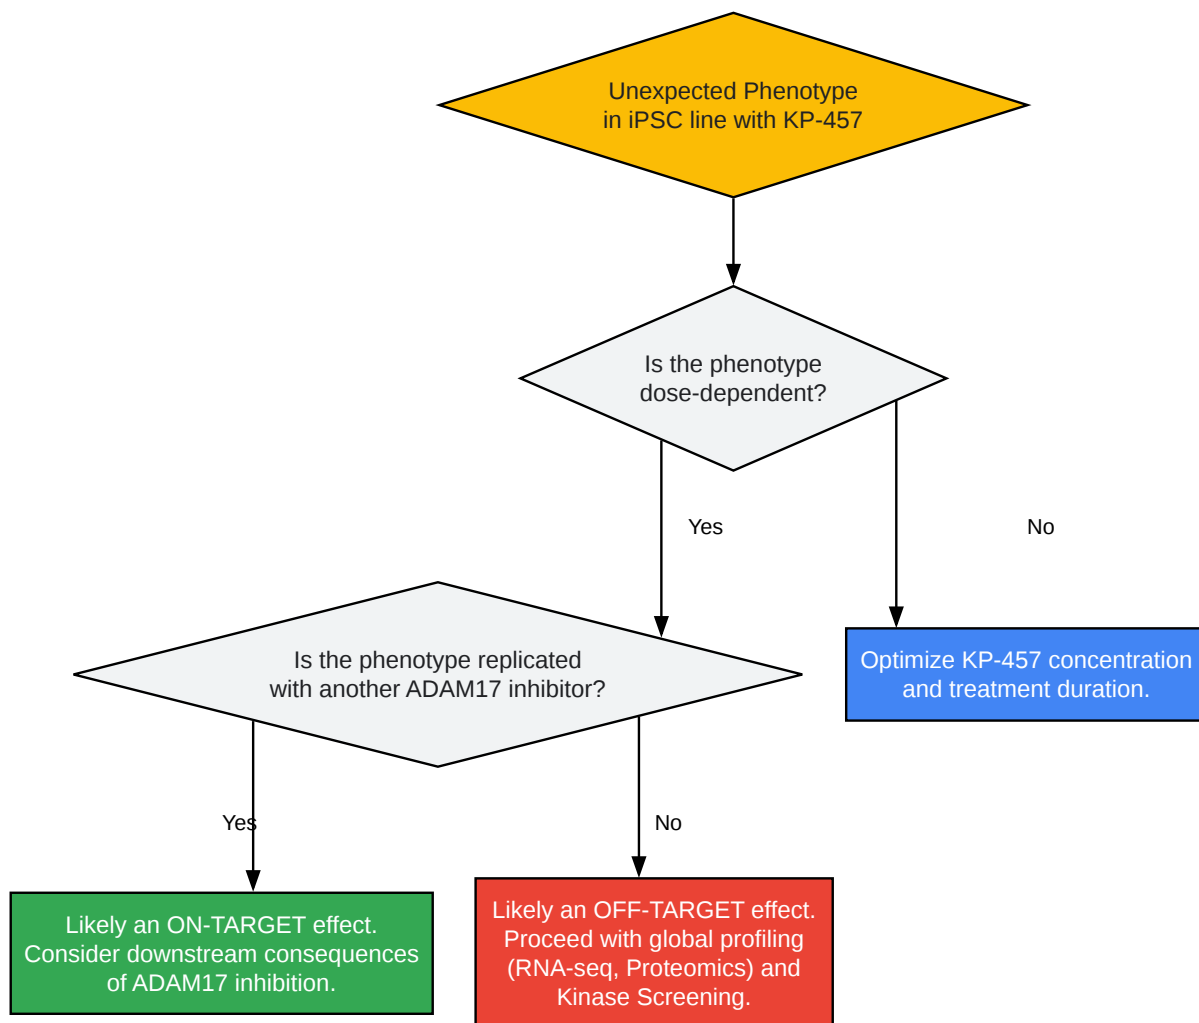 Unexpected Phenotype
in iPSC line with KP-457
Is the phenotype
dose-dependent?
Yes
No
Is the phenotype replicated
with another ADAM17 inhibitor?
Optimize KP-457 concentration
and treatment duration.
Yes
No
Likely an ON-TARGET effect.
Consider downstream consequences
of ADAM17 inhibition.
Likely an OFF-TARGET effect.
Proceed with global profiling
(RNA-seq, Proteomics) and
Kinase Screening.